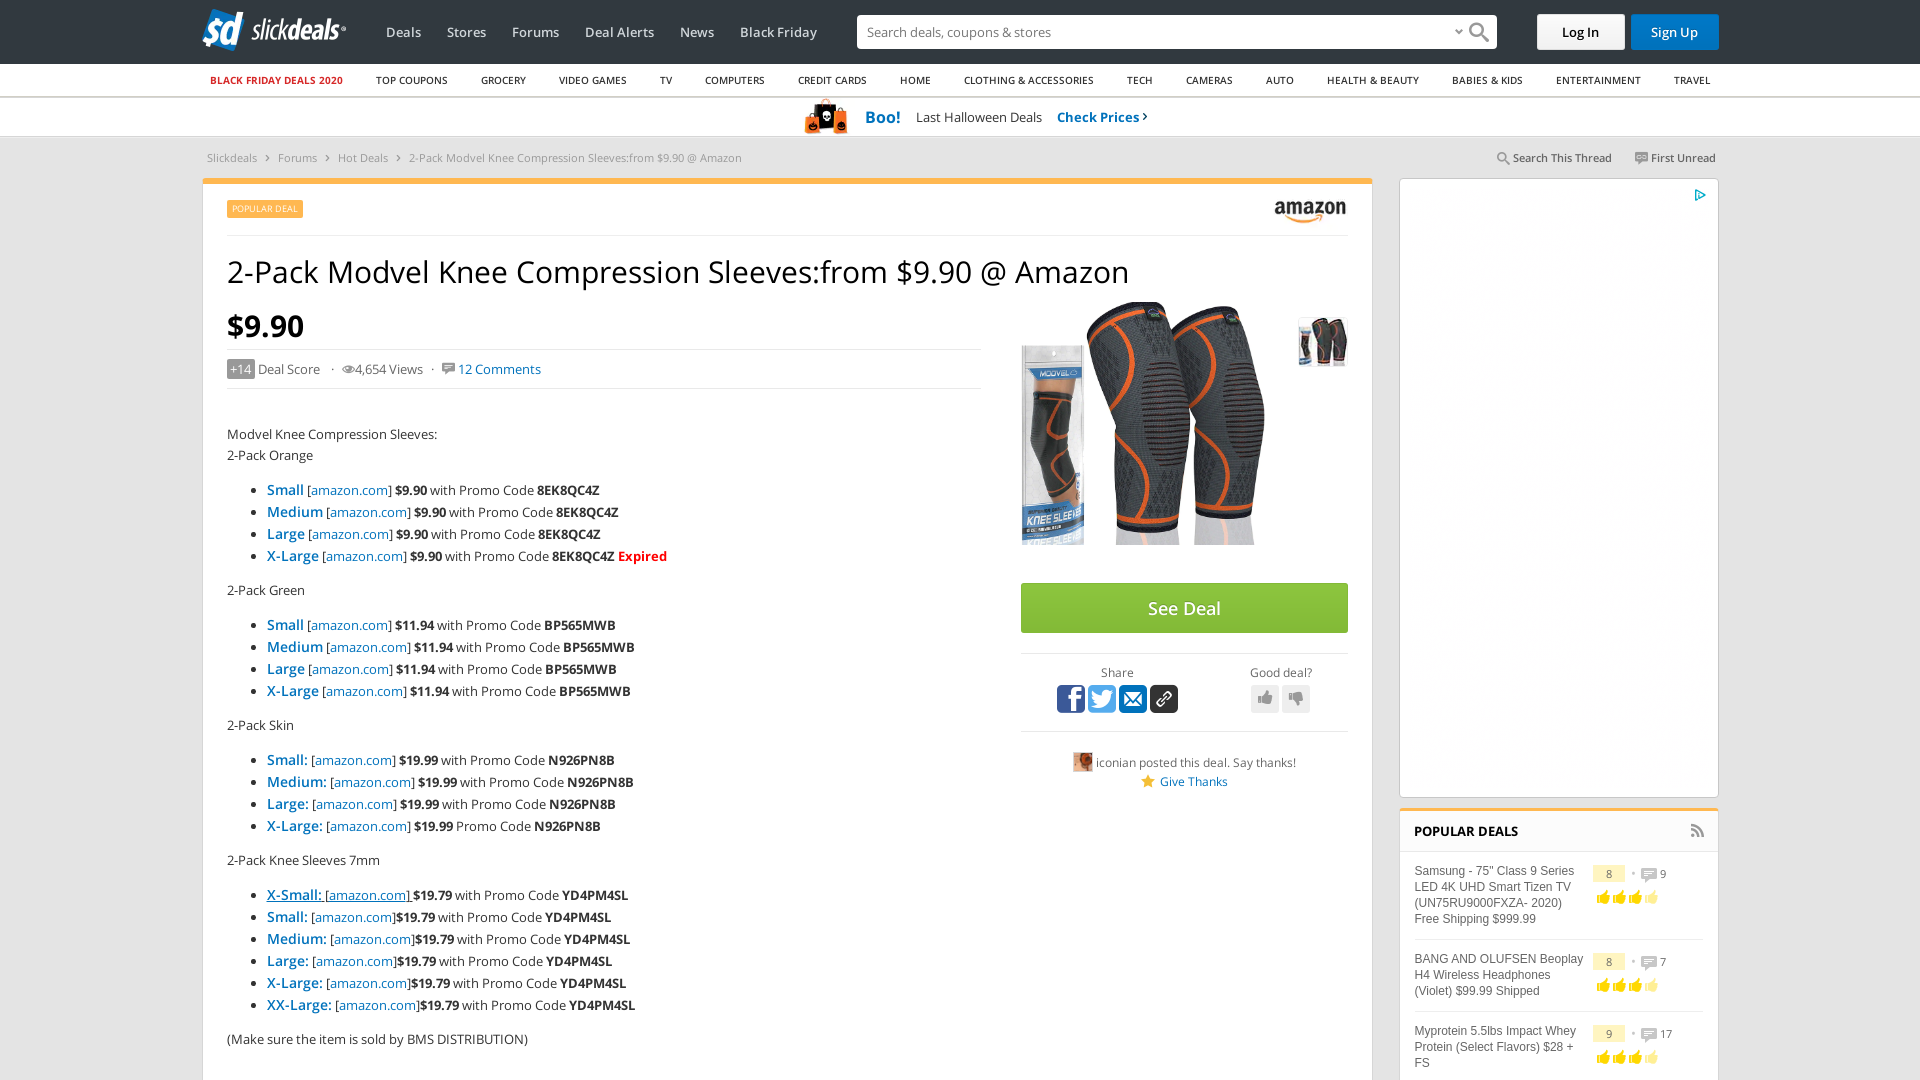 $d slickdeals
Deals Stores Forums Deal Alerts News Black Friday Search deals, coupons & stores Log In Sign Up
BLACK FRIDAY DEALS 2020 TOP COUPONS GROCERY VIDEO GAMES TV COMPUTERS CREDIT CARDS HOME CLOTHING & ACCESSORIES TECH CAMERAS AUTO HEALTH & BEAUTY BABIES & KIDS ENTERTAINMENT TRAVEL
Boo! Last Halloween Deals Check Prices ›
Slickdeals › Forums › Hot Deals › 2-Pack Modvel Knee Compression Sleeves:from $9.90 @ Amazon Search This Thread First Unread
POPULAR DEAL
amazon
2-Pack Modvel Knee Compression Sleeves:from $9.90 @ Amazon
$9.90
+14 Deal Score · 4,654 Views · 12 Comments
Modvel Knee Compression Sleeves:
2-Pack Orange
Small [amazon.com] $9.90 with Promo Code 8EK8QC4Z
Medium [amazon.com] $9.90 with Promo Code 8EK8QC4Z
Large [amazon.com] $9.90 with Promo Code 8EK8QC4Z
X-Large [amazon.com] $9.90 with Promo Code 8EK8QC4Z Expired
2-Pack Green
Small [amazon.com] $11.94 with Promo Code BP565MWB
Medium [amazon.com] $11.94 with Promo Code BP565MWB
Large [amazon.com] $11.94 with Promo Code BP565MWB
X-Large [amazon.com] $11.94 with Promo Code BP565MWB
2-Pack Skin
Small: [amazon.com] $19.99 with Promo Code N926PN8B
Medium: [amazon.com] $19.99 with Promo Code N926PN8B
Large: [amazon.com] $19.99 with Promo Code N926PN8B
X-Large: [amazon.com] $19.99 Promo Code N926PN8B
2-Pack Knee Sleeves 7mm
X-Small: [amazon.com] $19.79 with Promo Code YD4PM4SL
Small: [amazon.com]$19.79 with Promo Code YD4PM4SL
Medium: [amazon.com]$19.79 with Promo Code YD4PM4SL
Large: [amazon.com]$19.79 with Promo Code YD4PM4SL
X-Large: [amazon.com]$19.79 with Promo Code YD4PM4SL
XX-Large: [amazon.com]$19.79 with Promo Code YD4PM4SL
(Make sure the item is sold by BMS DISTRIBUTION)
MODVEL
KNEE SLEEVES
See Deal
Share Good deal?
iconian posted this deal. Say thanks!
Give Thanks
POPULAR DEALS
Samsung - 75" Class 9 Series
LED 4K UHD Smart Tizen TV
(UN75RU9000FXZA- 2020)
Free Shipping $999.99
8 • 9
BANG AND OLUFSEN Beoplay
H4 Wireless Headphones
(Violet) $99.99 Shipped
8 • 7
Myprotein 5.5lbs Impact Whey
Protein (Select Flavors) $28 +
FS
9 • 17